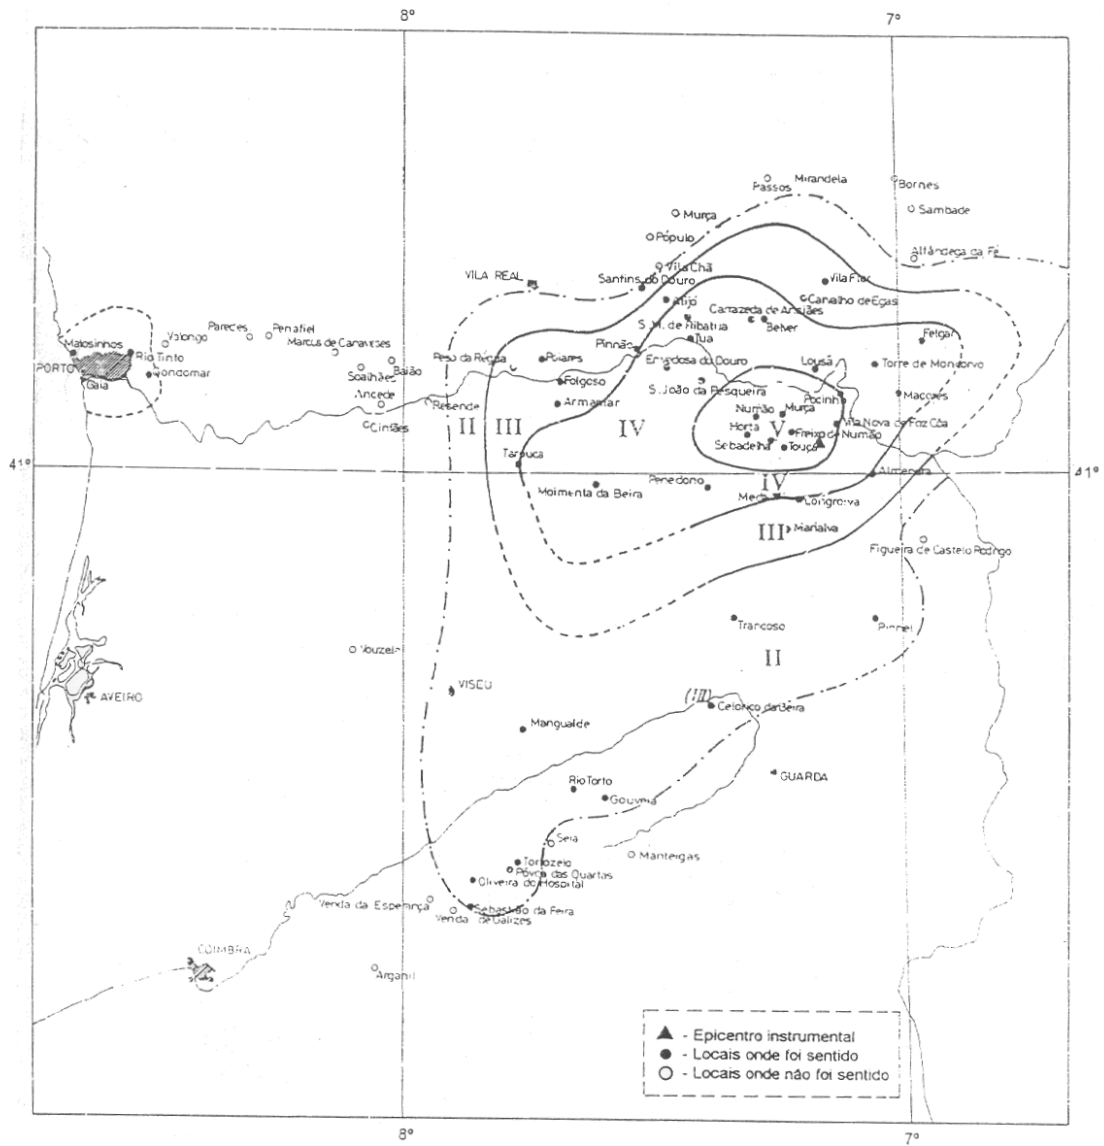 8°
7°
Passos
Mirandela
Bornes
Murça
Sambade
Pópulo
Alfândega da Fé
Vila Chã
VILA REAL
Santins do Douro
Vila Flor
Alijó
Carvalho de Egas
Carrazeda de Ansiães
S. M. de Ribatua
Belver
Paredes
Penafiel
Valongo
Tua
Felgar
Matosinhos
Marcus de Canaveses
Pinhão
Rio Tinto
Peso da Régua
Poiares
Ervedosa do Douro
Lousã
Torre de Moncorvo
PORTO
Gondomar
Soalhães
Baião
Folgoso
S. João da Pesqueira
Gaia
Ancede
Resende
Armamar
Pocinho
Maçores
Numão
Murça
Cinfães
II
III
IV
Horta
V
Freixo de Numão
Vila Nova de Foz Côa
Sebadelhe
Touça
Tarouca
41°
41°
Almendra
IV
Moimenta da Beira
Penedono
Meda
Longroiva
III
Marialva
Figueira de Castelo Rodrigo
Trancoso
Pinhel
Vouzela
II
VISEU
AVEIRO
Celorico da Beira
Mangualde
GUARDA
Rio Torto
Gouveia
Seia
Manteigas
Tortozelo
Póvoa das Quartas
Oliveira do Hospital
Venda da Esperança
Sebastião da Feira
Venda de Galizes
COIMBRA
Arganil
- Epicentro instrumental
- Locais onde foi sentido
- Locais onde não foi sentido
8°
7°